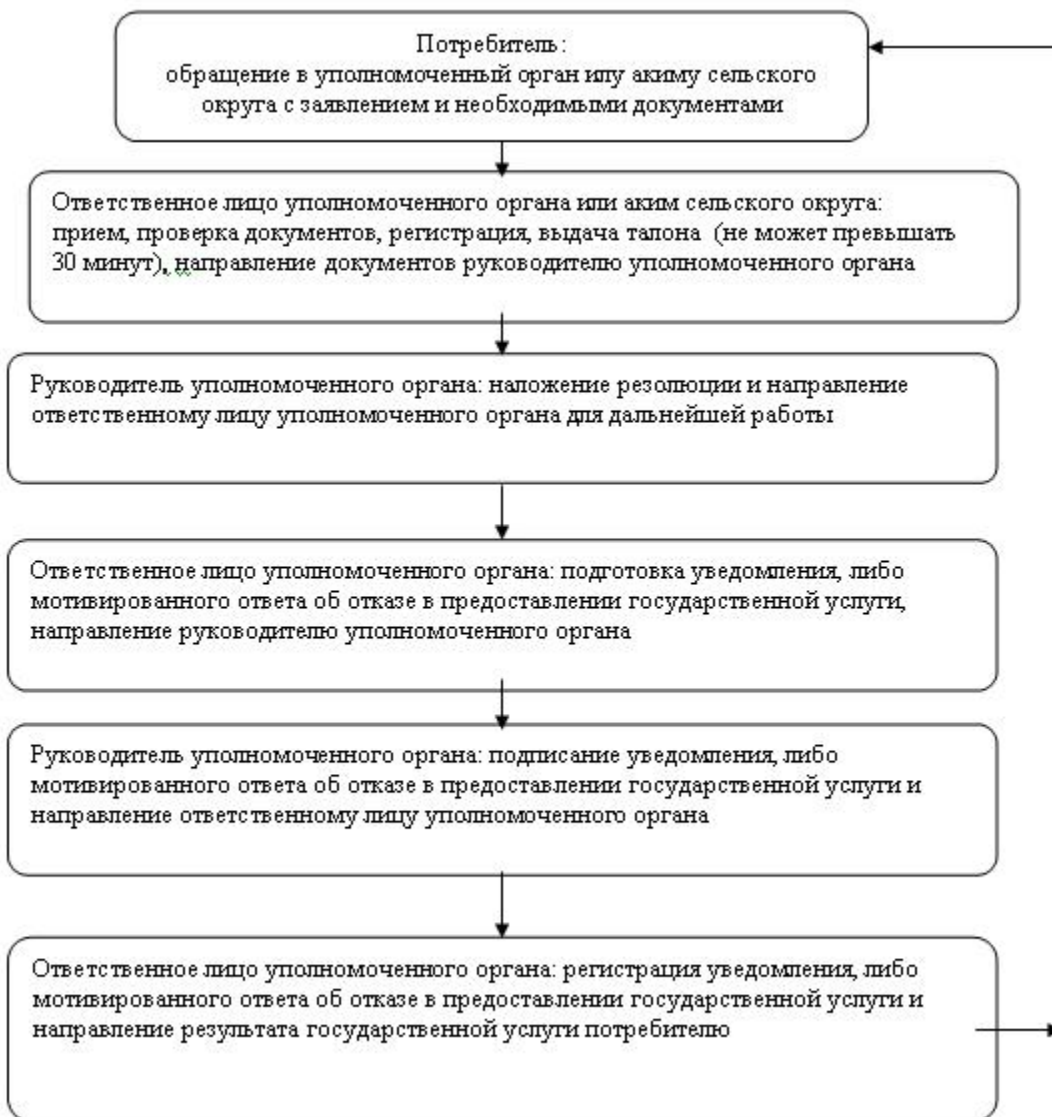 Потребитель:
обращение в уполномоченный орган илу акиму сельского
округа с заявлением и необходимыми документами
Ответственное лицо уполномоченного органа или аким сельского округа:
прием, проверка документов, регистрация, выдача талона (не может превышать
30 минут), направление документов руководителю уполномоченного органа
Руководитель уполномоченного органа: наложение резолюции и направление
ответственному лицу уполномоченного органа для дальнейшей работы
Ответственное лицо уполномоченного органа: подготовка уведомления, либо
мотивированного ответа об отказе в предоставлении государственной услуги,
направление руководителю уполномоченного органа
Руководитель уполномоченного органа: подписание уведомления, либо
мотивированного ответа об отказе в предоставлении государственной услуги и
направление ответственному лицу уполномоченного органа
Ответственное лицо уполномоченного органа: регистрация уведомления, либо
мотивированного ответа об отказе в предоставлении государственной услуги и
направление результата государственной услуги потребителю